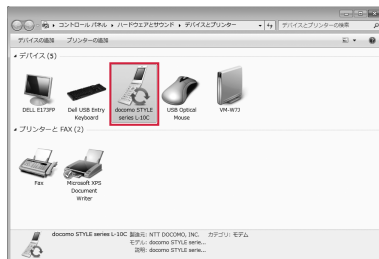 コントロール パネル ▸ ハードウェアとサウンド ▸ デバイスとプリンター
デバイスとプリンターの検索
デバイスの追加 プリンターの追加
デバイス (5)
DELL E173FP
Dell USB Entry
Keyboard
docomo STYLE
series L-10C
USB Optical
Mouse
VM-W7J
プリンターと FAX (2)
Fax
Microsoft XPS
Document
Writer
docomo STYLE series L-10C 製造元: NTT DOCOMO, INC. カテゴリ: モデム
モデル: docomo STYLE serie...
説明: docomo STYLE serie...